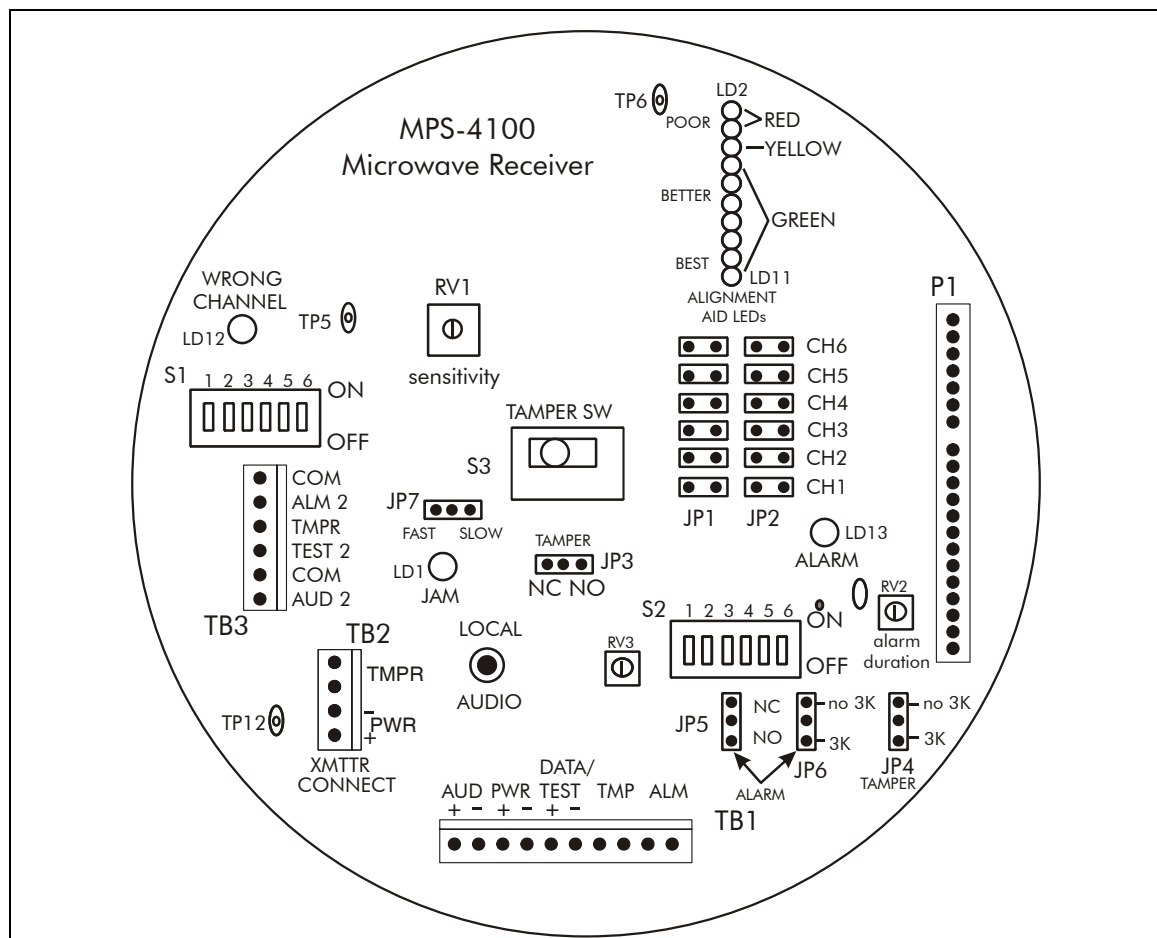 MPS-4100
Microwave Receiver
TP6
LD2
POOR
RED
YELLOW
BETTER
GREEN
BEST
LD11
ALIGNMENT
AID LEDs
WRONG
CHANNEL
LD12
TP5
RV1
sensitivity
P1
S1
1 2 3 4 5 6
ON
OFF
TAMPER SW
S3
CH6
CH5
CH4
CH3
CH2
CH1
JP1
JP2
COM
ALM 2
TMPR
TEST 2
COM
AUD 2
TB3
JP7
FAST SLOW
LD1
JAM
TAMPER
JP3
NC NO
LD13
ALARM
TB2
TMPR
-
PWR
+
XMTTR
CONNECT
TP12
LOCAL
AUDIO
RV3
S2
1 2 3 4 5 6
ON
OFF
RV2
alarm
duration
JP5
NC
NO
no 3K
3K
JP6
ALARM
no 3K
3K
JP4
TAMPER
TB1
DATA/
AUD PWR TEST TMP ALM
+ - + - + -